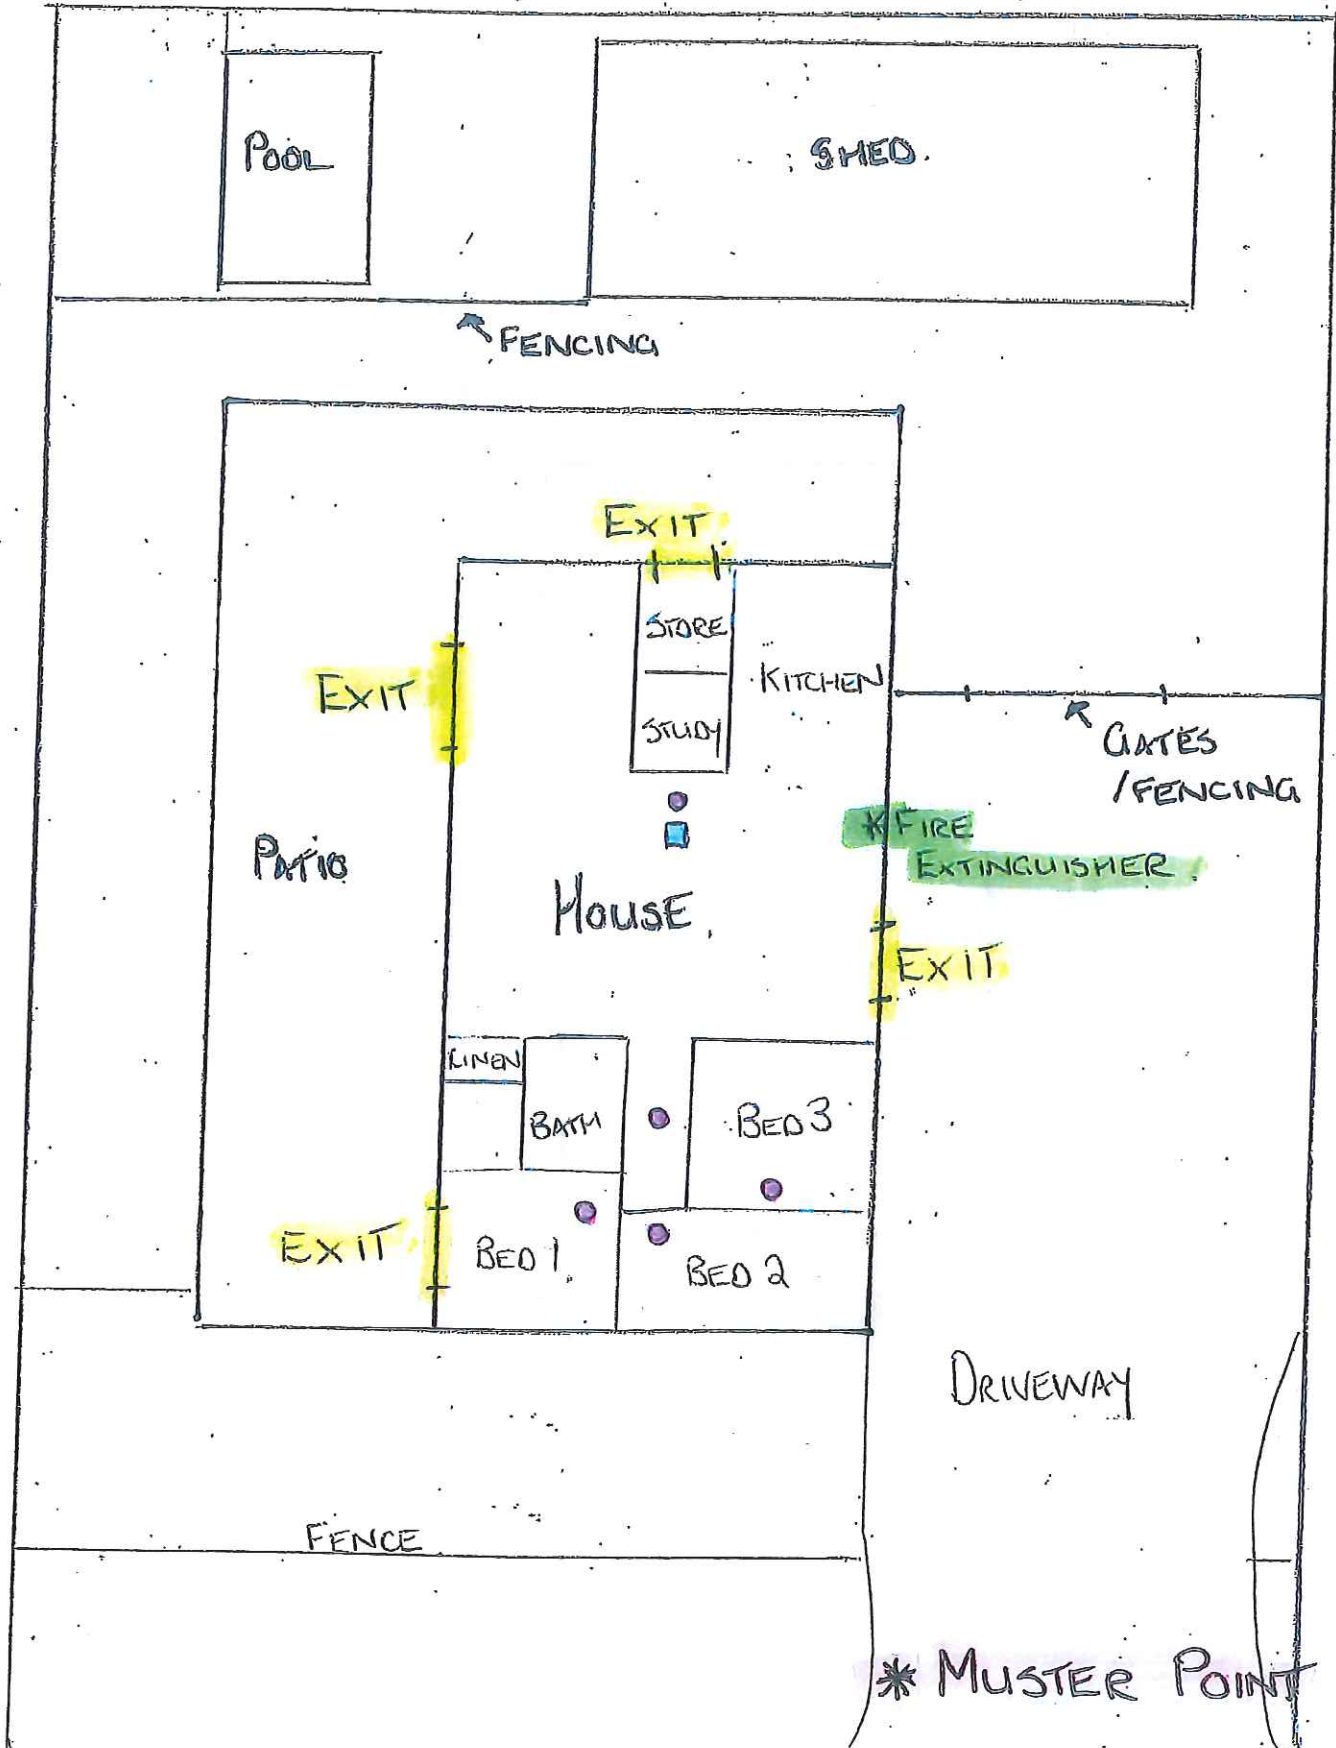 POOL
SHED.
FENCING
EXIT
STORE
KITCHEN
EXIT
STUDY
GATES
/FENCING
*FIRE
EXTINGUISHER.
PATIO
HOUSE.
EXIT
LINEN
BATH
BED 3
EXIT
BED 1
BED 2
DRIVEWAY
FENCE
* MUSTER POINT